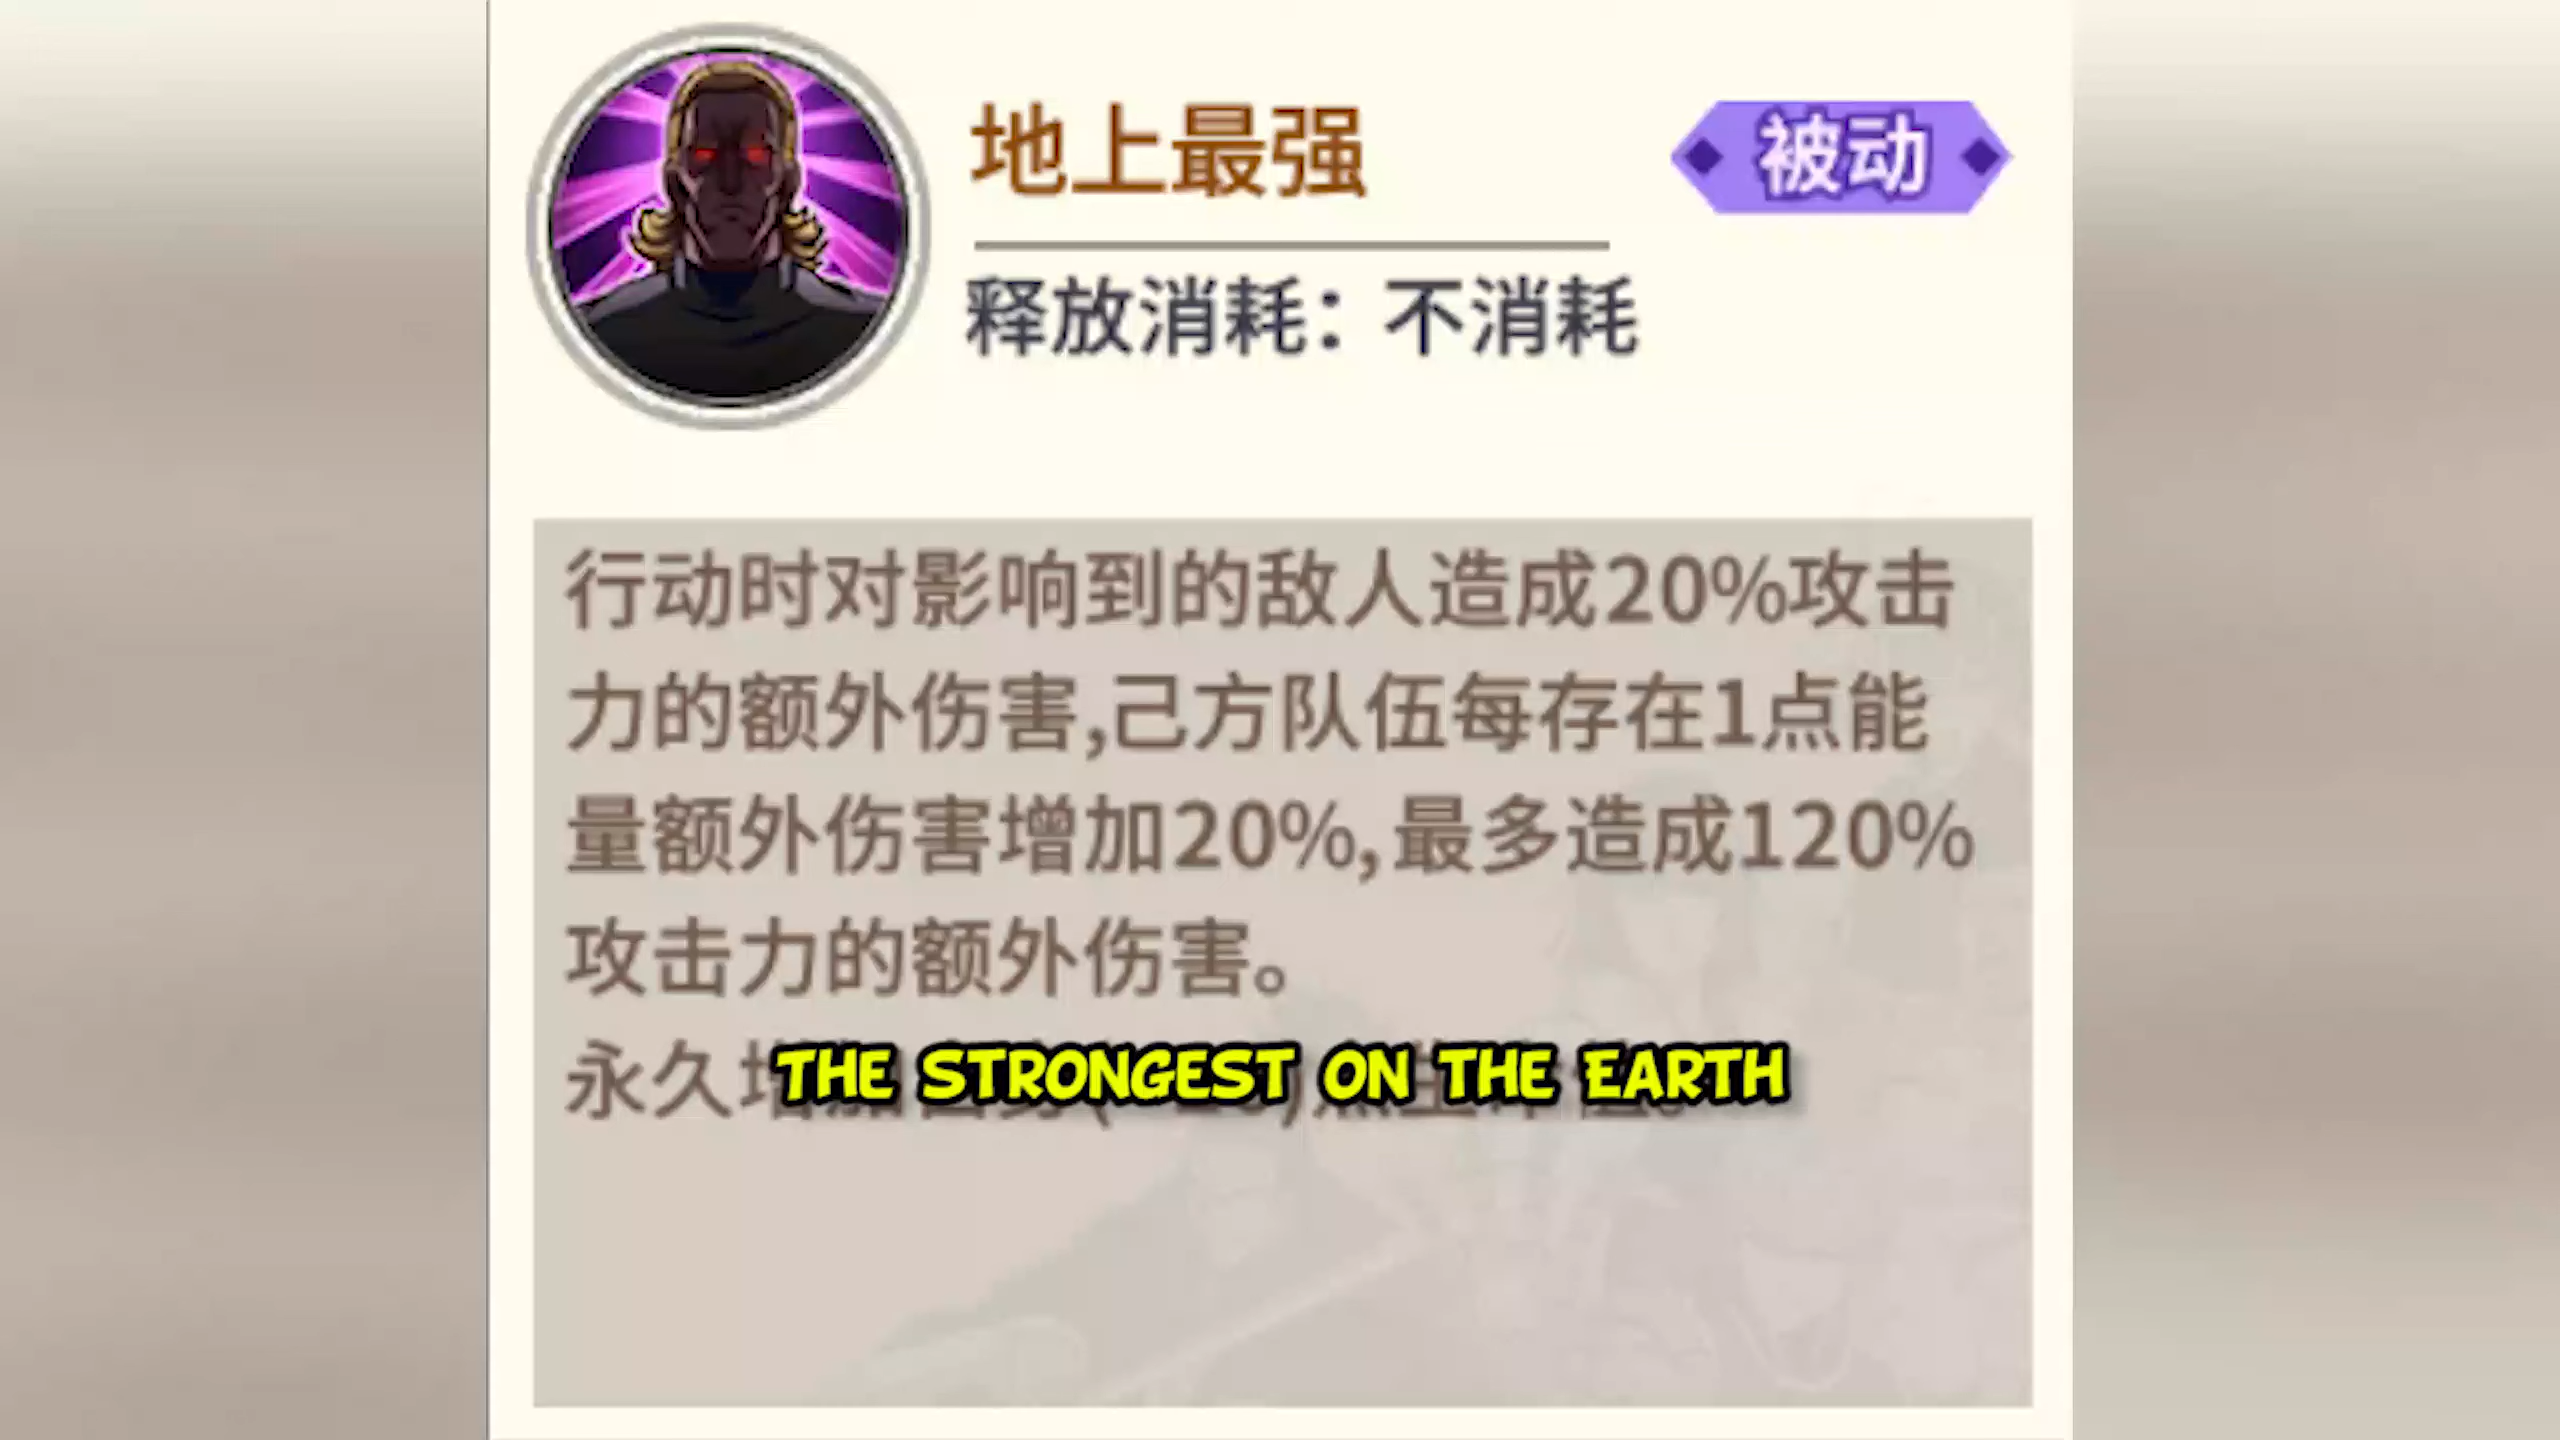 地上最强
被动
释放消耗：不消耗
行动时对影响到的敌人造成20%攻击
力的额外伤害,己方队伍每存在1点能
量额外伤害增加20%,最多造成120%
攻击力的额外伤害。
永久增
THE STRONGEST ON THE EARTH